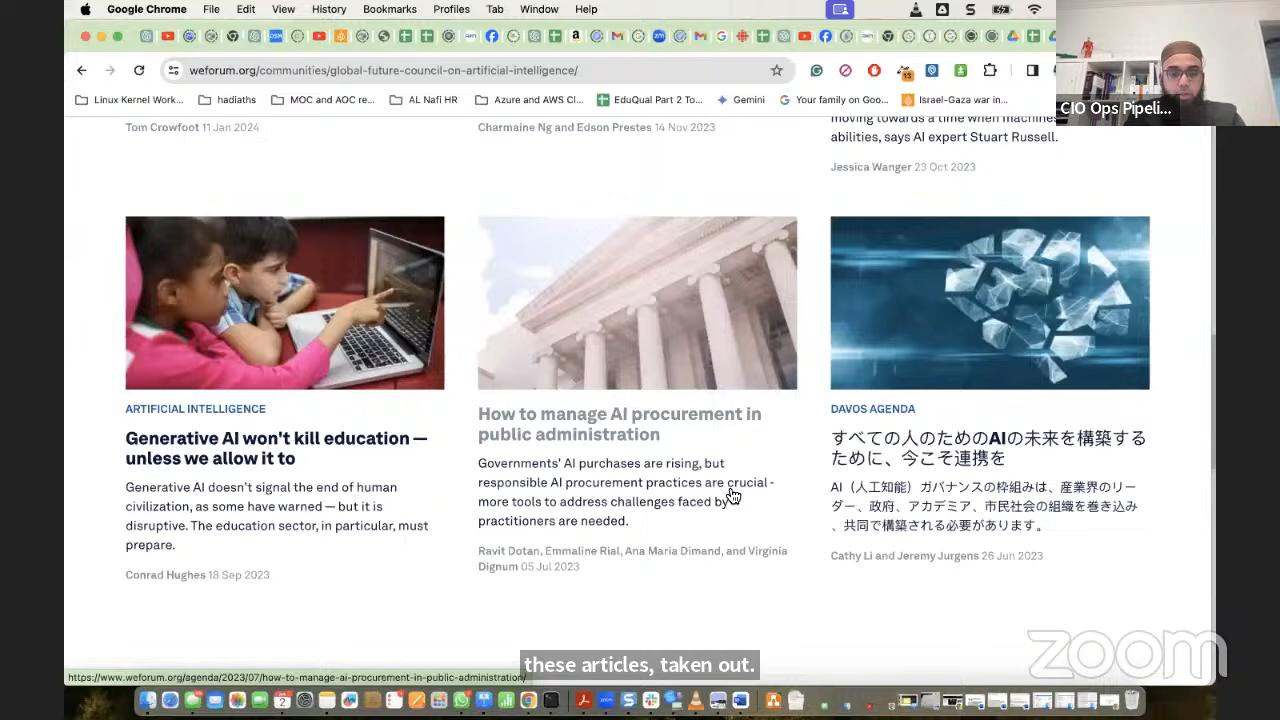 Google Chrome File Edit View History Bookmarks Profiles Tab Window Help
weforum.org/communities/global-future-council-on-artificial-intelligence/
13
Linux Kernel Work... hadiaths MOC and AOC re... AL Nafi HR Azure and AWS Cl... EduQual Part 2 To... Gemini Your family on Goo... Israel-Gaza war in...
CIO Ops Pipeli...
Tom Crowfoot 11 Jan 2024
Charmaine Ng and Edson Prestes 14 Nov 2023
moving towards a time when machines
abilities, says AI expert Stuart Russell.
Jessica Wanger 23 Oct 2023
ARTIFICIAL INTELLIGENCE
Generative AI won't kill education —
unless we allow it to
Generative AI doesn't signal the end of human
civilization, as some have warned — but it is
disruptive. The education sector, in particular, must
prepare.
Conrad Hughes 18 Sep 2023
How to manage AI procurement in
public administration
Governments' AI purchases are rising, but
responsible AI procurement practices are crucial -
more tools to address challenges faced by
practitioners are needed.
Ravit Dotan, Emmaline Rial, Ana Maria Dimand, and Virginia
Dignum 05 Jul 2023
DAVOS AGENDA
すべての人のためのAIの未来を構築する
ために、今こそ連携を
AI（人工知能）ガバナンスの枠組みは、産業界のリー
ダー、政府、アカデミア、市民社会の組織を巻き込み
、共同で構築される必要があります。
Cathy Li and Jeremy Jurgens 26 Jun 2023
these articles, taken out.
zoom
https://www.weforum.org/agenda/2023/07/how-to-manage-ai-procurement-in-public-administration/